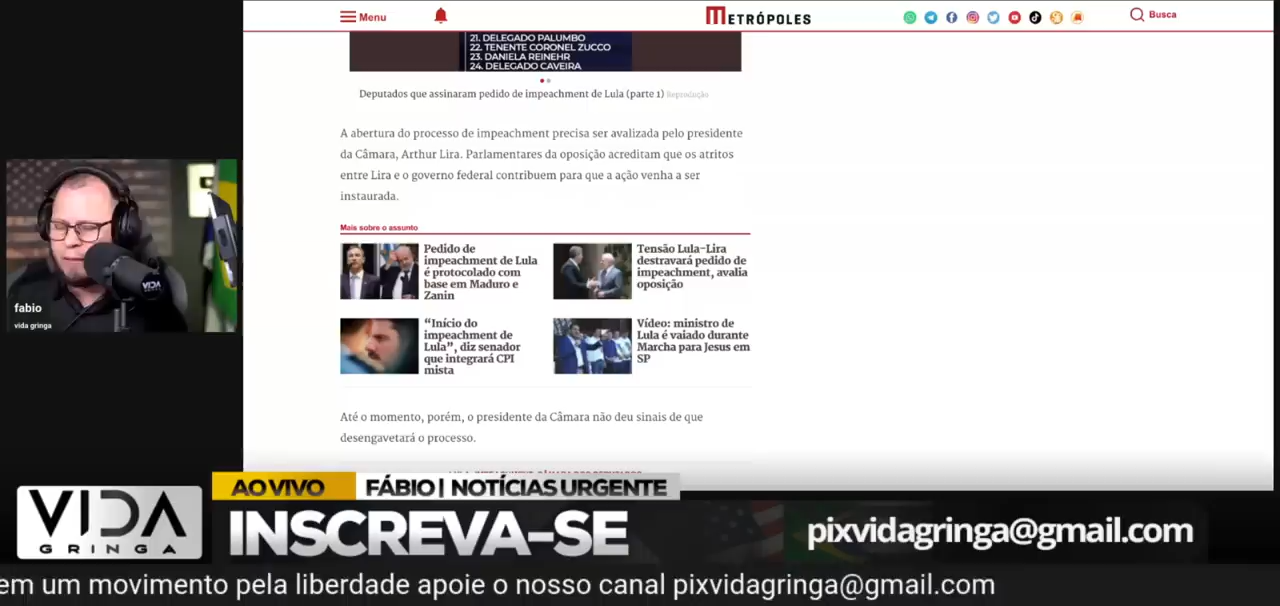 Menu
METRÓPOLES
Busca
21. DELEGADO PALUMBO
22. TENENTE CORONEL ZUCCO
23. DANIELA REINEHR
24. DELEGADO CAVEIRA
Deputados que assinaram pedido de impeachment de Lula (parte 1) Reprodução
A abertura do processo de impeachment precisa ser avalizada pelo presidente
da Câmara, Arthur Lira. Parlamentares da oposição acreditam que os atritos
entre Lira e o governo federal contribuem para que a ação venha a ser
instaurada.
Mais sobre o assunto
Pedido de
impeachment de Lula
é protocolado com
base em Maduro e
Zanin
Tensão Lula-Lira
destravará pedido de
impeachment, avalia
oposição
“Início do
impeachment de
Lula”, diz senador
que integrará CPI
mista
Vídeo: ministro de
Lula é vaiado durante
Marcha para Jesus em
SP
Até o momento, porém, o presidente da Câmara não deu sinais de que
desengavetará o processo.
VIDA
fabio
vida gringa
AO VIVO
FÁBIO | NOTÍCIAS URGENTE
VIDA
GRINGA
INSCREVA-SE
pixvidagringa@gmail.com
em um movimento pela liberdade apoie o nosso canal pixvidagringa@gmail.com